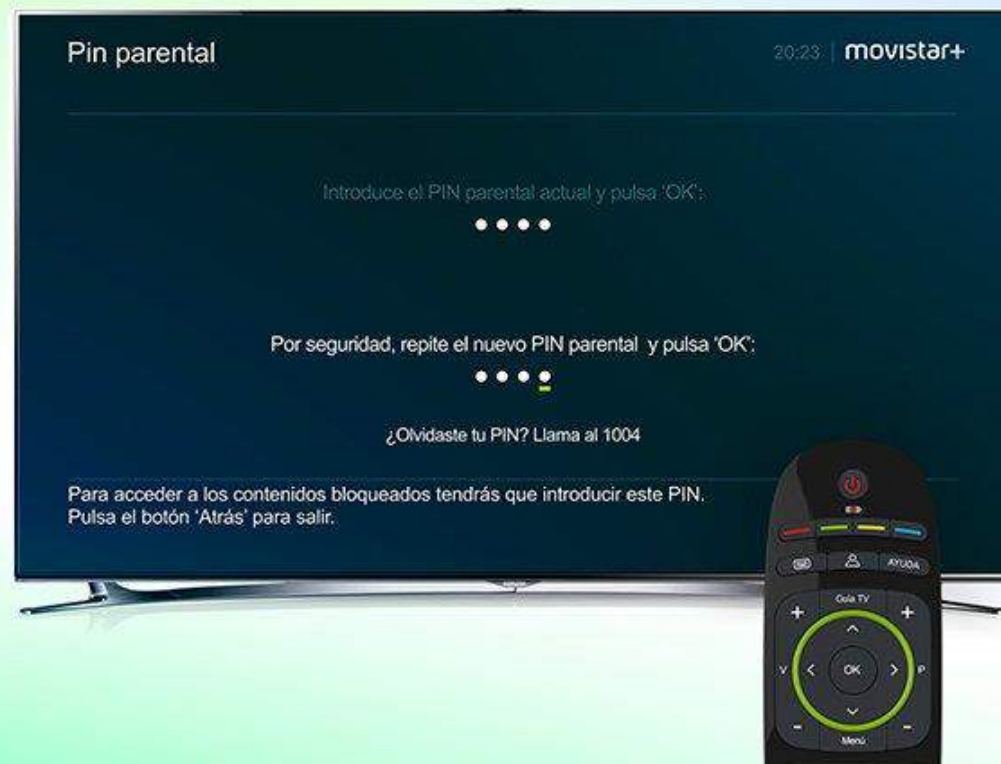 Pin parental
20:23 | movistar+
Introduce el PIN parental actual y pulsa 'OK':
Por seguridad, repite el nuevo PIN parental y pulsa 'OK':
¿Olvidaste tu PIN? Llama al 1004
Para acceder a los contenidos bloqueados tendrás que introducir este PIN.
Pulsa el botón 'Atrás' para salir.
AYUDA
Guía TV
+ +
V OK P
- -
Menú